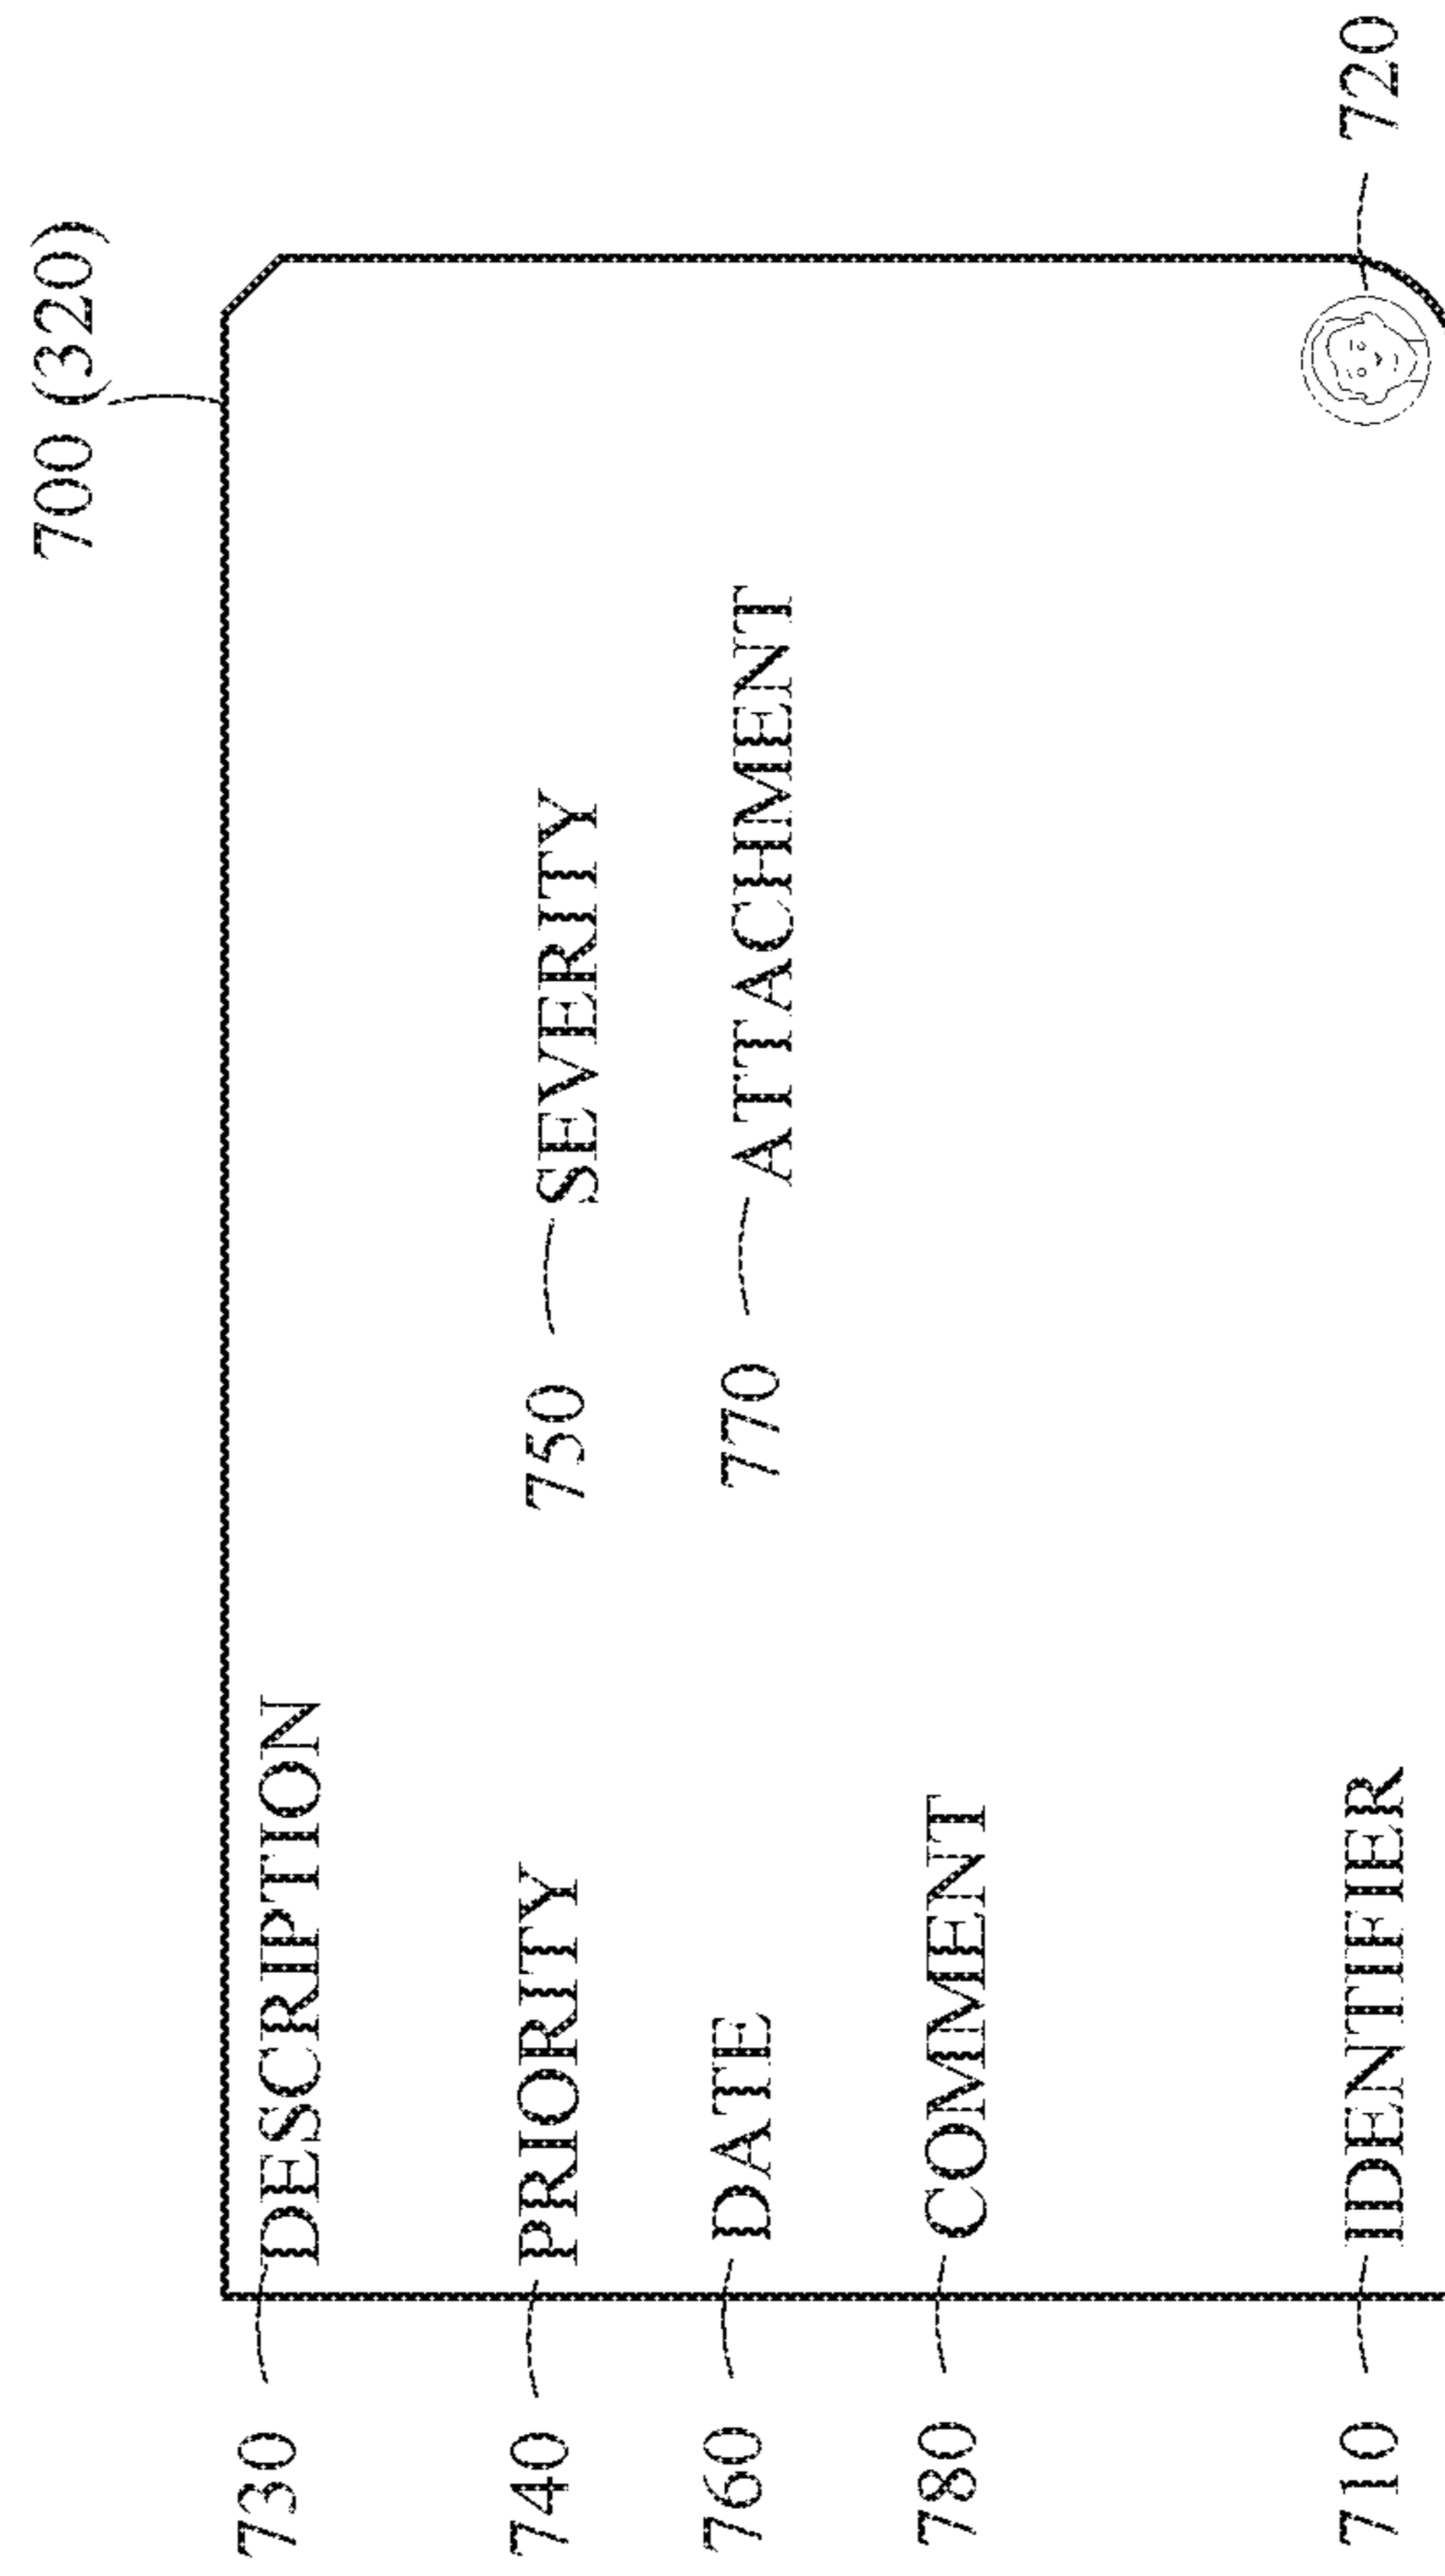 700 (320)
730 DESCRIPTION
740 PRIORITY 750 SEVERITY
760 DATE 770 ATTACHMENT
780 COMMENT
710 IDENTIFIER 720